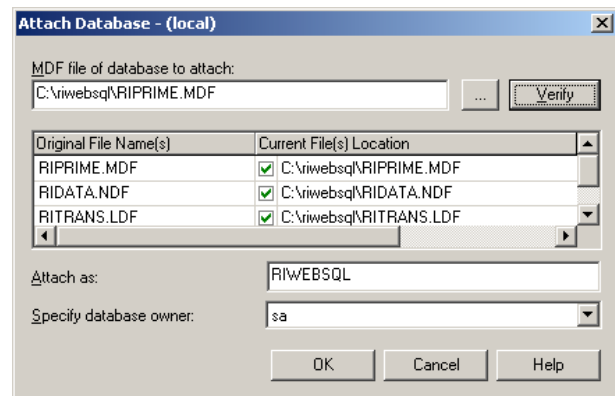 Attach Database - (local)
MDF file of database to attach:
C:\riwebsql\RIPRIME.MDF
... Verify
Original File Name(s) Current File(s) Location
RIPRIME.MDF C:\riwebsql\RIPRIME.MDF
RIDATA.NDF C:\riwebsql\RIDATA.NDF
RITRANS.LDF C:\riwebsql\RITRANS.LDF
Attach as: RIWEBSQL
Specify database owner: sa
OK Cancel Help